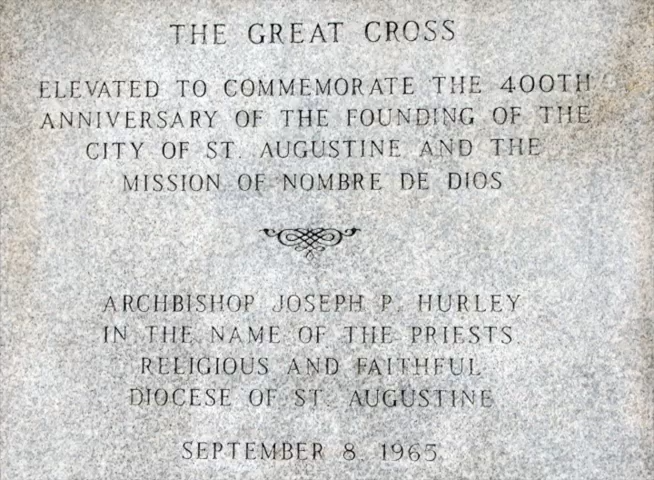 THE GREAT CROSS
ELEVATED TO COMMEMORATE THE 400TH
ANNIVERSARY OF THE FOUNDING OF THE
CITY OF ST. AUGUSTINE AND THE
MISSION OF NOMBRE DE DIOS
ARCHBISHOP JOSEPH P. HURLEY
IN THE NAME OF THE PRIESTS
RELIGIOUS AND FAITHFUL
DIOCESE OF ST. AUGUSTINE
SEPTEMBER 8 1965